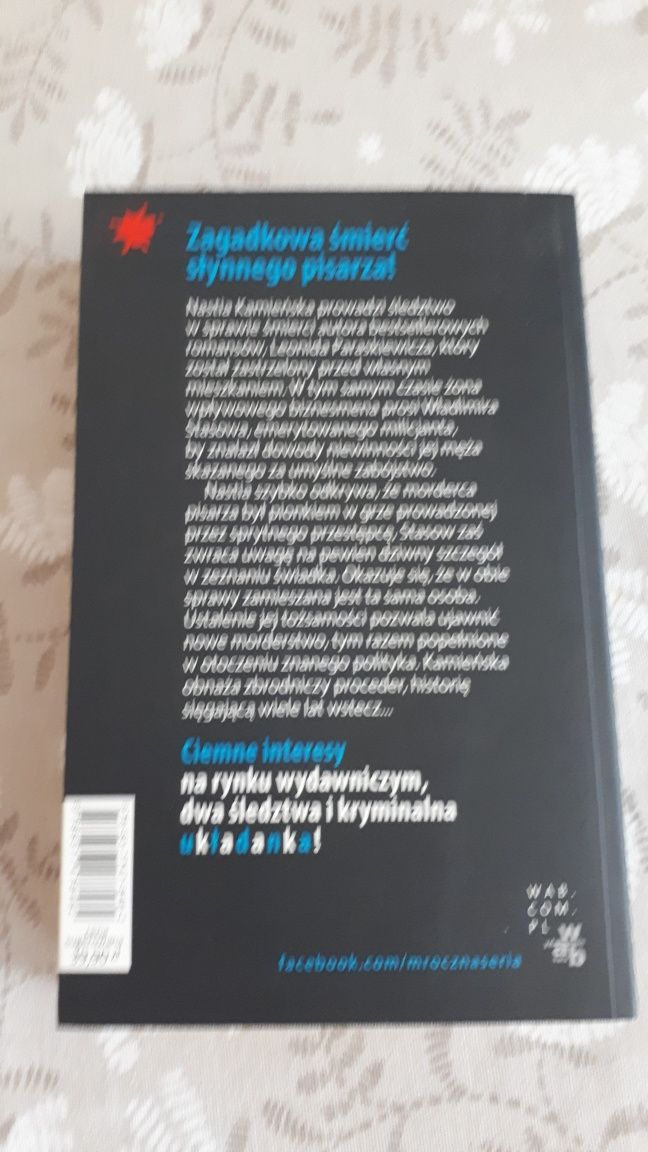 Zagadkowa śmierć
słynnego pisarza!
Nastia Kamieńska prowadzi śledztwo
w sprawie śmierci autora bestsellerowych
romansów, Leonida Paraskiewicza, który
został zastrzelony przed własnym
mieszkaniem. W tym samym czasie żona
wpływowego biznesmena prosi Władimira
Stasowa, emerytowanego milicjanta,
by znalazł dowody niewinności jej męża
skazanego za umyślne zabójstwo.
Nastia szybko odkrywa, że morderca
pisarza był pionkiem w grze prowadzonej
przez sprytnego przestępcę, Stasow zaś
zwraca uwagę na pewien dziwny szczegół
w zeznaniu świadka. Okazuje się, że w obie
sprawy zamieszana jest ta sama osoba.
Ustalenie jej tożsamości pozwala ujawnić
nowe morderstwo, tym razem popełnione
w otoczeniu znanego polityka. Kamieńska
obnaża zbrodniczy proceder, historię
sięgającą wiele lat wstecz...
Ciemne interesy
na rynku wydawniczym,
dwa śledztwa i kryminalna
układanka!
WAB.
COM.
PL
w
ab
facebook.com/mrocznaseria